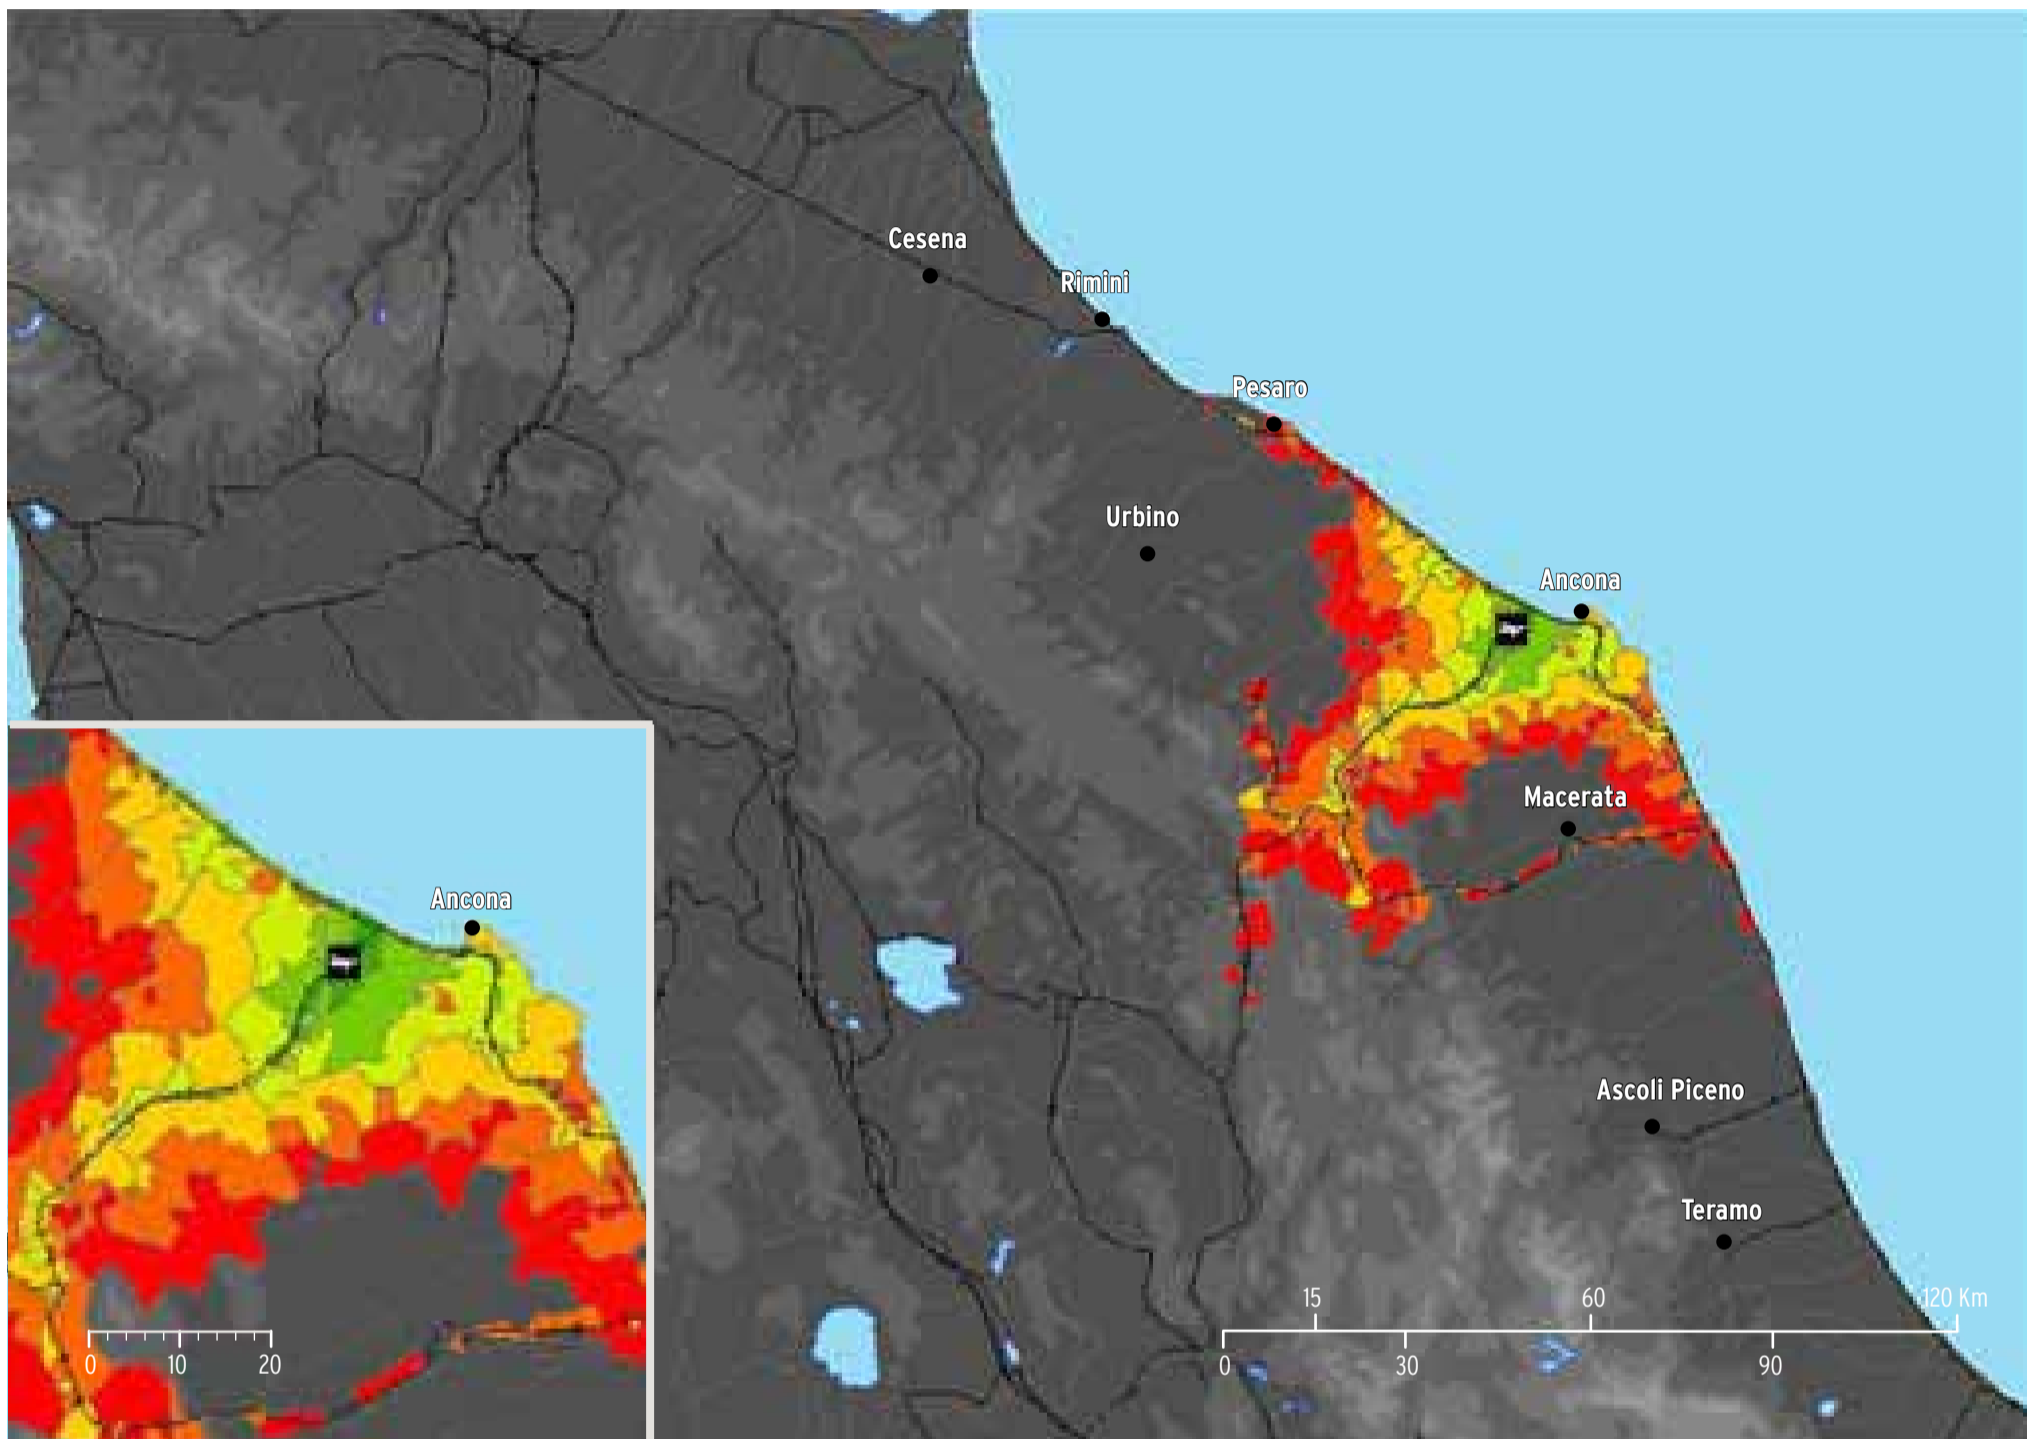 Cesena
Rimini
Pesaro
Urbino
Ancona
Macerata
Ancona
Ascoli Piceno
Teramo
15 60 120 Km
0 30 90
0 10 20